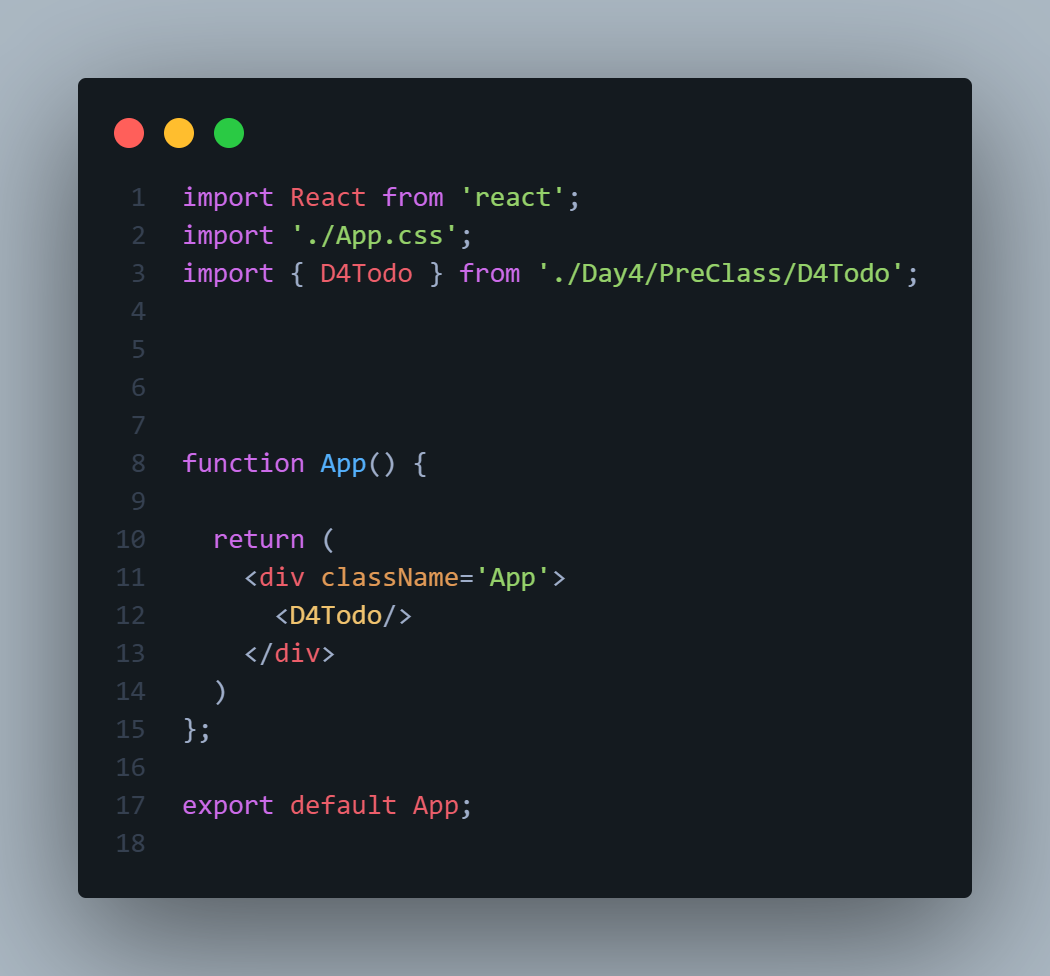 1 import React from 'react';
2 import './App.css';
3 import { D4Todo } from './Day4/PreClass/D4Todo';
4
5
6
7
8 function App() {
9
10   return (
11     <div className='App'>
12       <D4Todo/>
13     </div>
14   )
15 };
16
17 export default App;
18